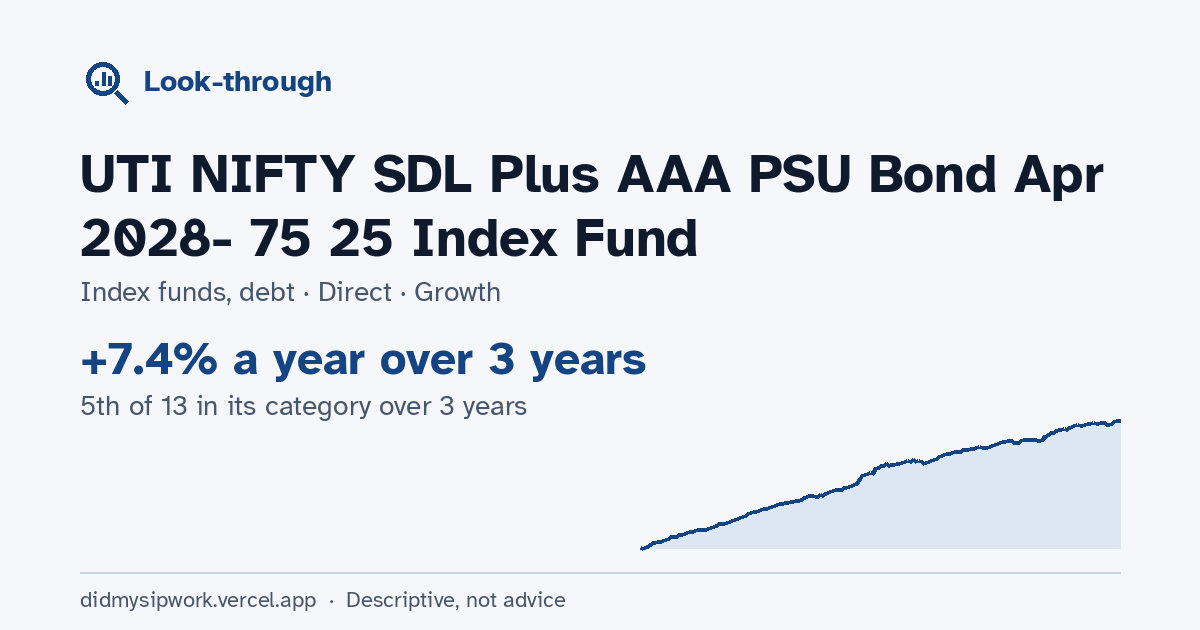 Look-through
UTI NIFTY SDL Plus AAA PSU Bond Apr
2028- 75 25 Index Fund
Index funds, debt · Direct · Growth
+7.4% a year over 3 years
5th of 13 in its category over 3 years
didmysipwork.vercel.app · Descriptive, not advice